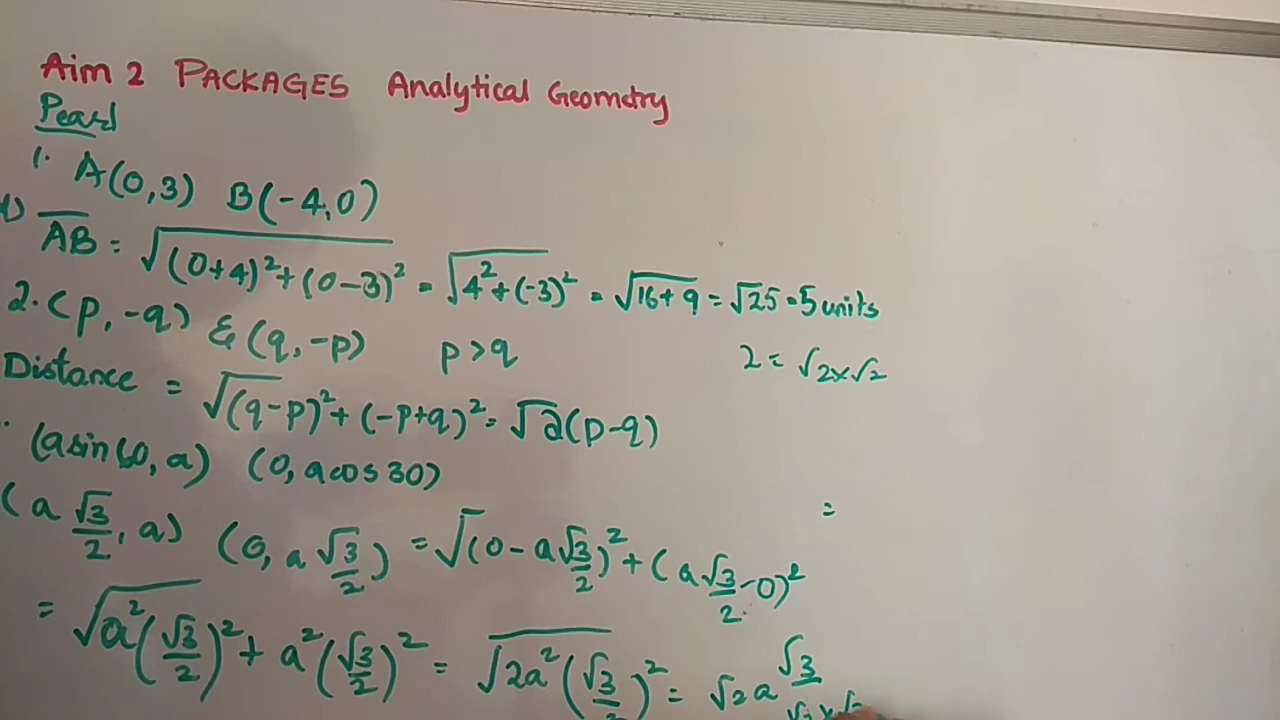 Aim 2 PACKAGES Analytical Geometry
Pearl
1. A(0,3) B(-4,0)
1) A̅B̅ = √(0+4)²+(0-3)² = √4²+(-3)² = √16+9 = √25 = 5 units
2. (p,-q) & (q,-p) p>q
2 = √2×√2
Distance = √(q-p)²+(-p+q)² = √2(p-q)
(a sin 60, a) (0, a cos 30)
(a √3/2, a) (0, a √3/2) = √(0 - a√3/2)² + (a√3/2 - 0)²
=
= √a²(√3/2)² + a²(√3/2)² = √2a²(√3/2)² = √2 a √3/√2×√2